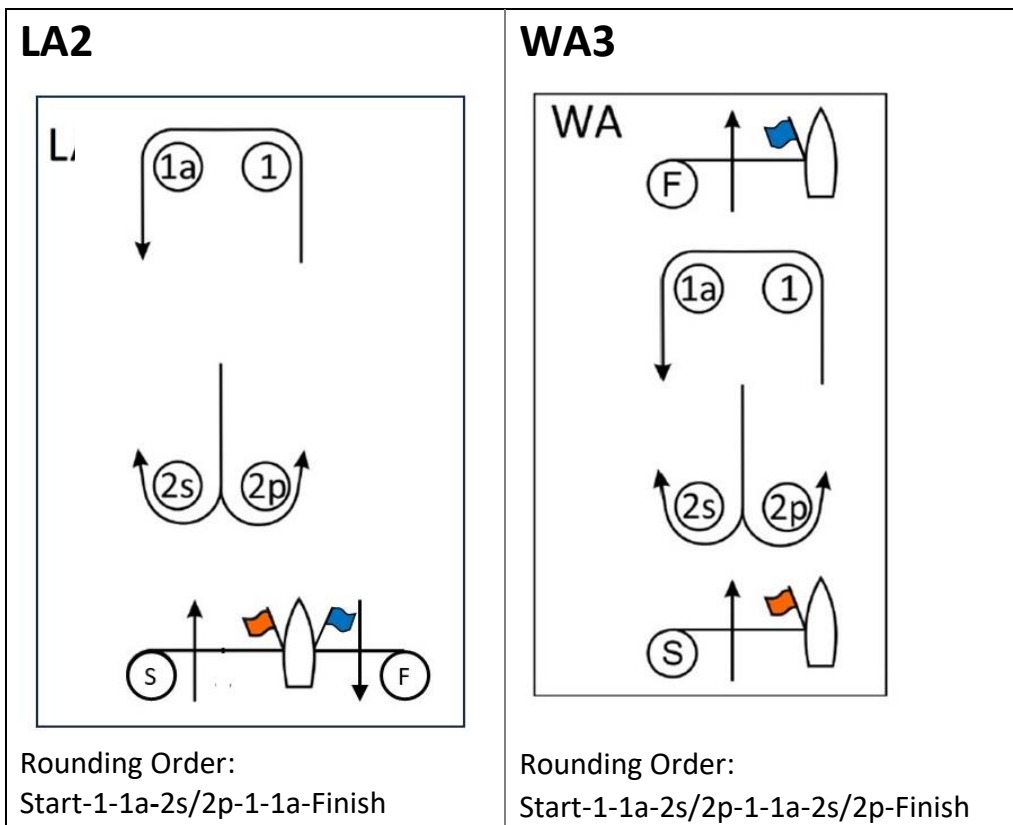 LA2
1a 1
2s 2p
S F
Rounding Order:
Start-1-1a-2s/2p-1-1a-Finish
WA3
WA
F
1a 1
2s 2p
S
Rounding Order:
Start-1-1a-2s/2p-1-1a-2s/2p-Finish